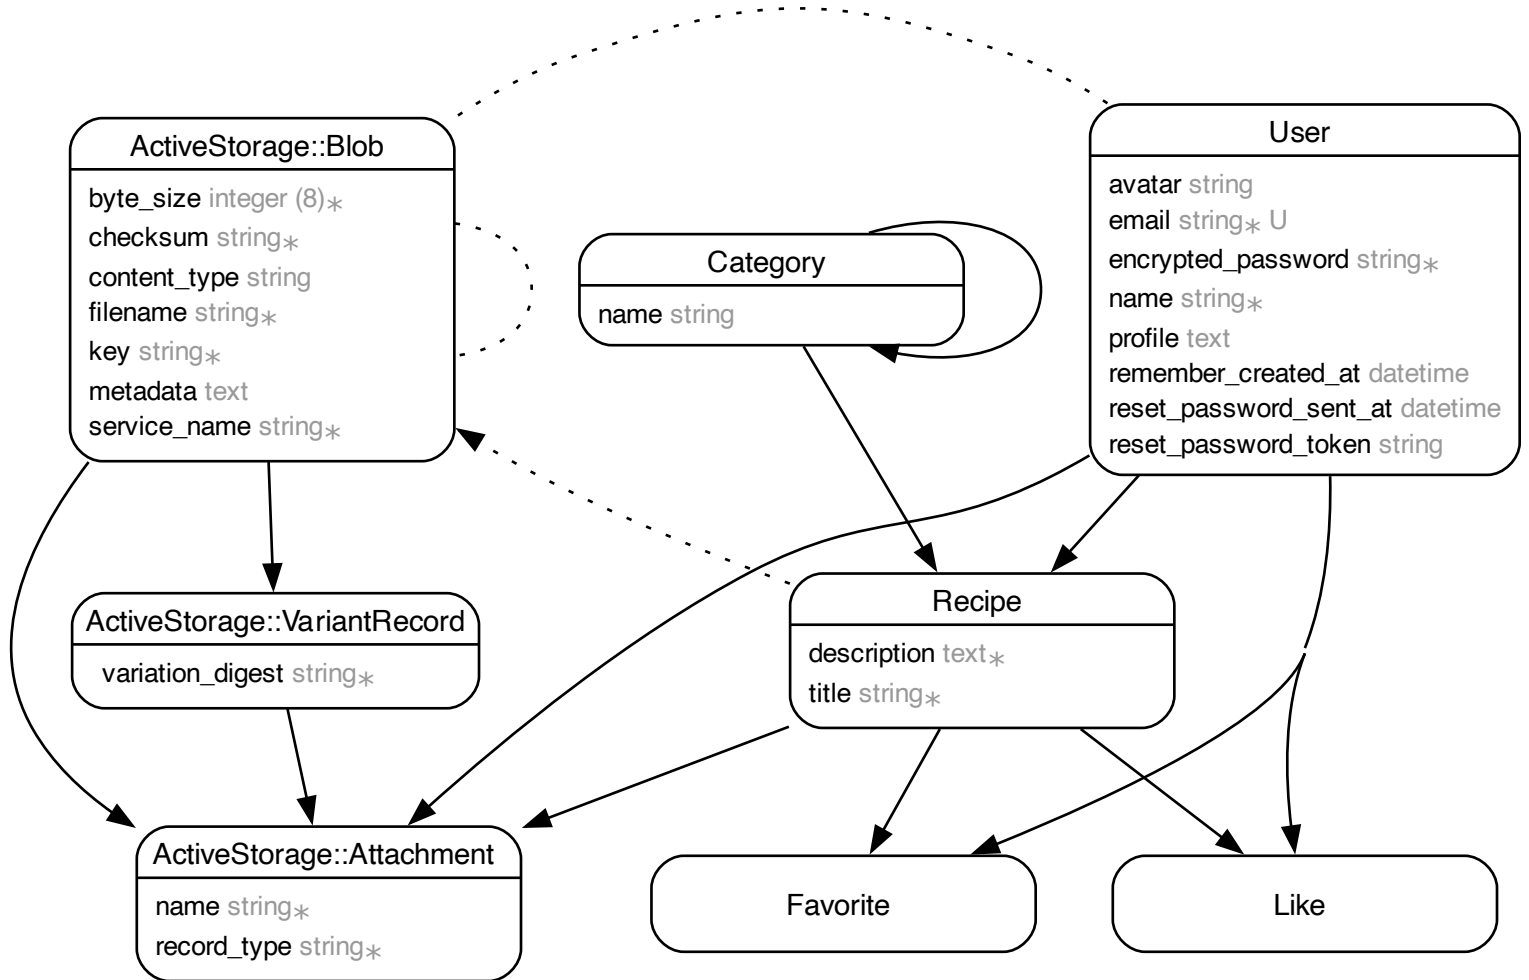 ActiveStorage::Blob
byte_size integer (8)∗
checksum string∗
content_type string
filename string∗
key string∗
metadata text
service_name string∗
User
avatar string
email string∗ U
encrypted_password string∗
name string∗
profile text
remember_created_at datetime
reset_password_sent_at datetime
reset_password_token string
Category
name string
ActiveStorage::VariantRecord
variation_digest string∗
Recipe
description text∗
title string∗
ActiveStorage::Attachment
name string∗
record_type string∗
Favorite
Like